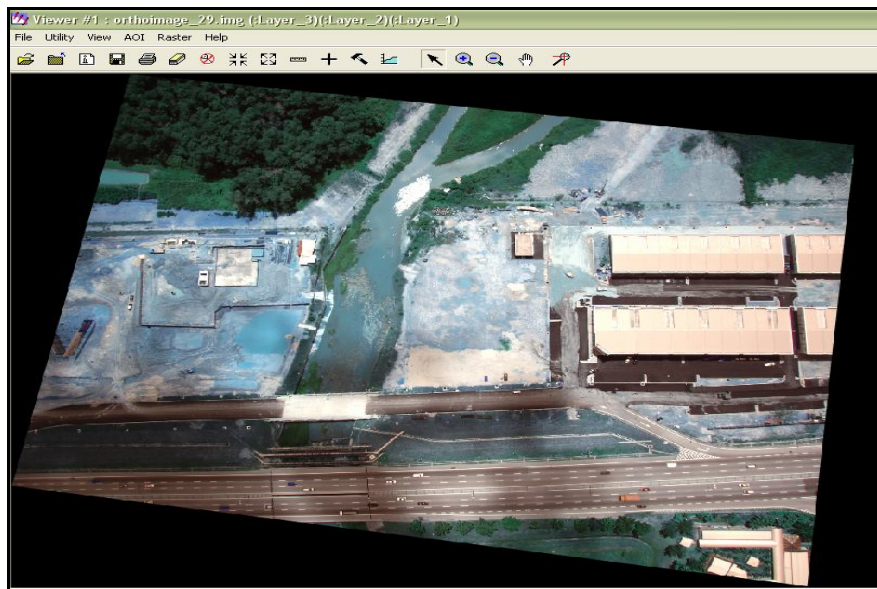 Viewer #1 : orthoimage_29.img (:Layer_3)(:Layer_2)(:Layer_1)
File Utility View AOI Raster Help